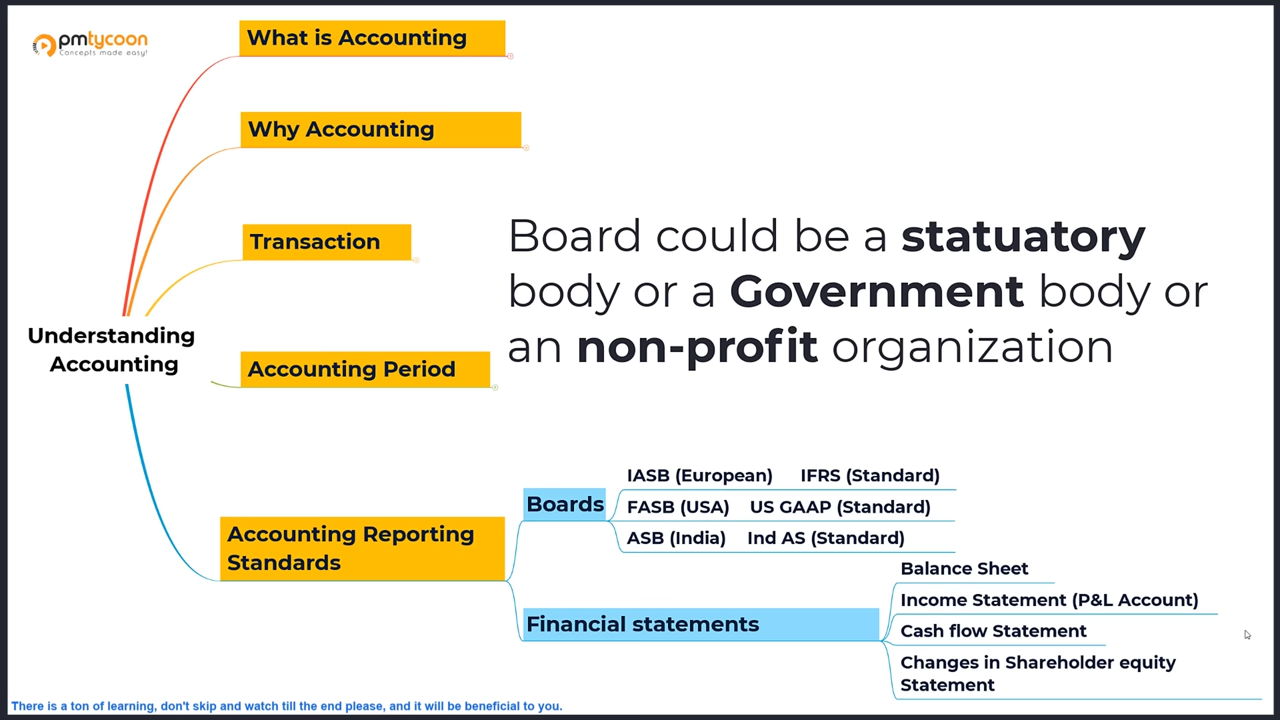 pmtycoon
Concepts made easy!
What is Accounting
Why Accounting
Transaction
Board could be a statuatory
body or a Government body or
an non-profit organization
Understanding
Accounting
Accounting Period
Accounting Reporting
Standards
Boards
IASB (European) IFRS (Standard)
FASB (USA) US GAAP (Standard)
ASB (India) Ind AS (Standard)
Financial statements
Balance Sheet
Income Statement (P&L Account)
Cash flow Statement
Changes in Shareholder equity
Statement
There is a ton of learning, don't skip and watch till the end please, and it will be beneficial to you.